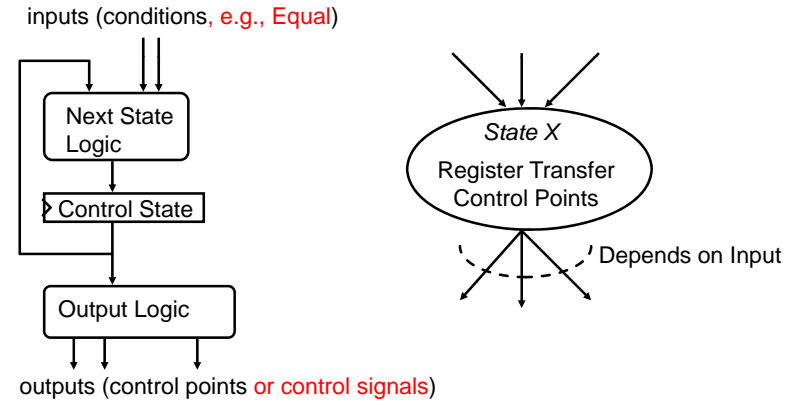 inputs (conditions, e.g., Equal)
Next State
Logic
Control State
Output Logic
outputs (control points or control signals)
State X
Register Transfer
Control Points
Depends on Input